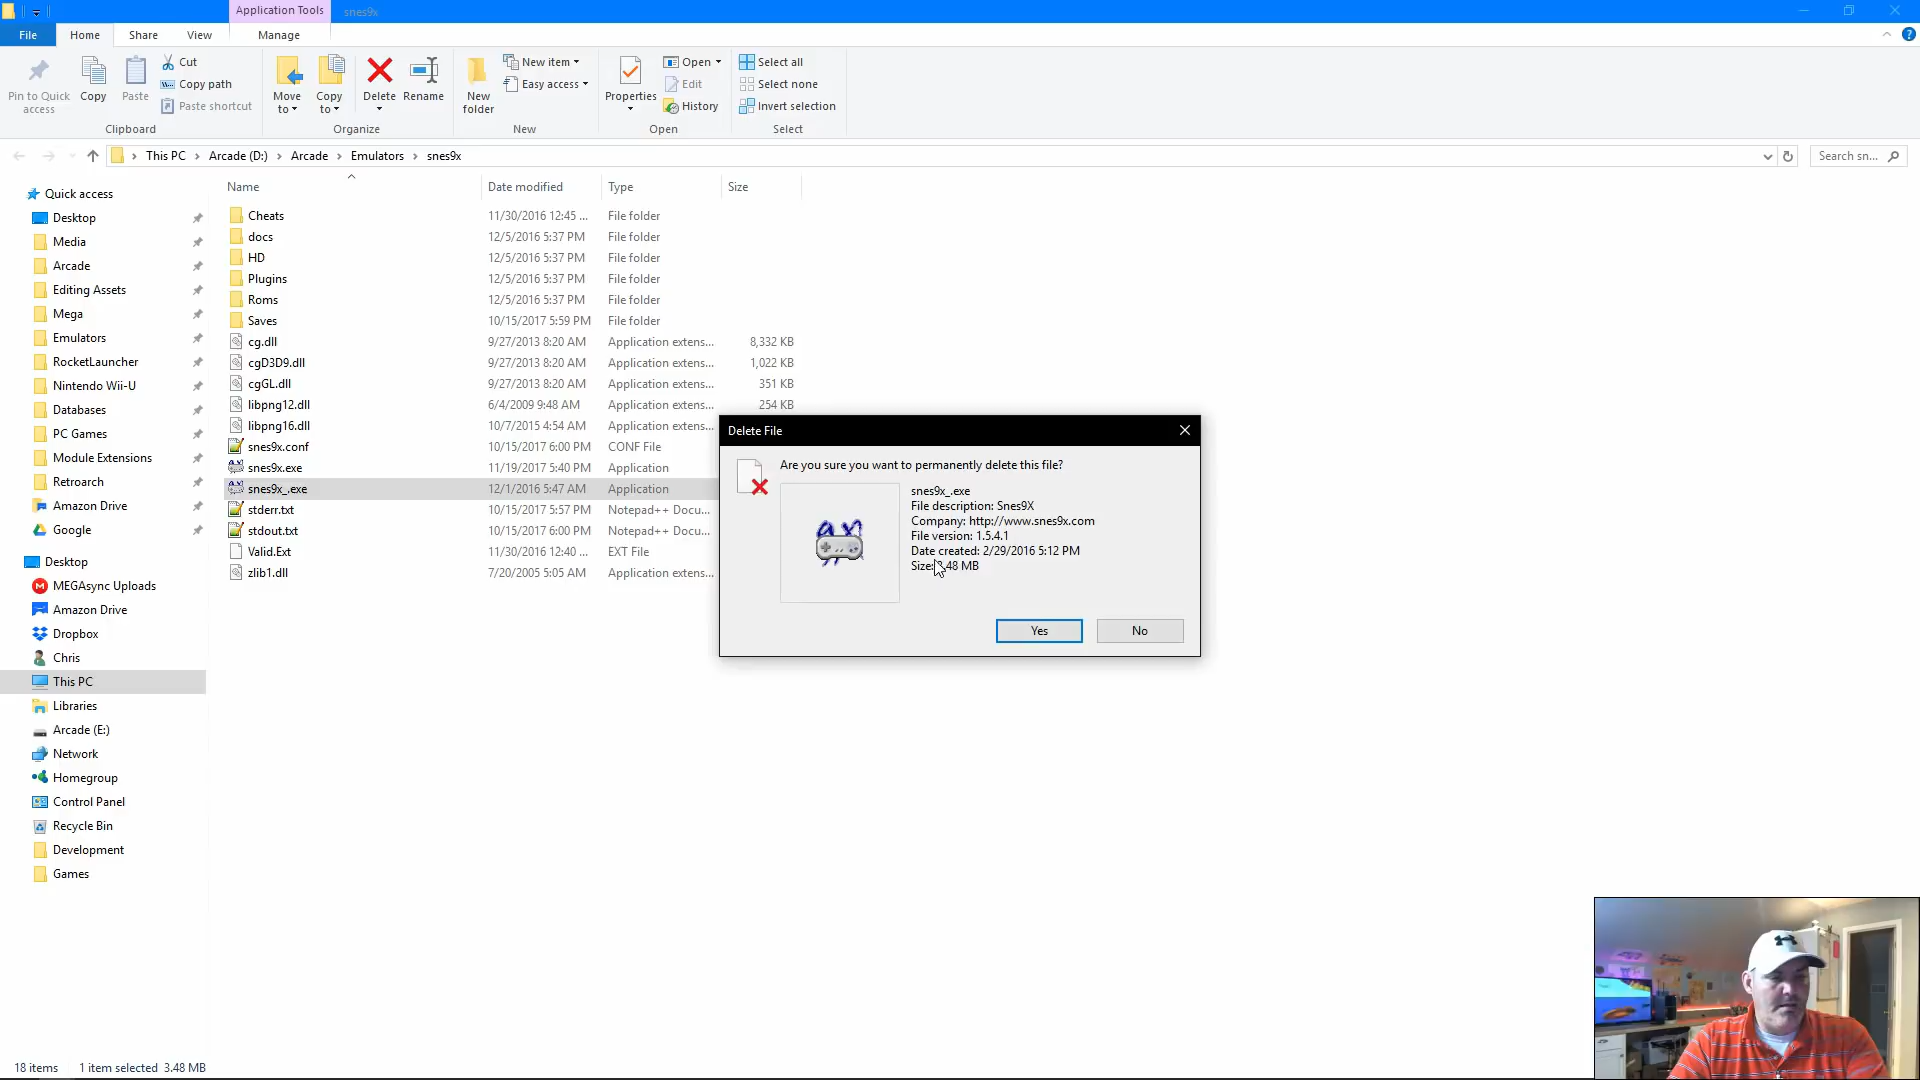 Application Tools
snes9x
File
Home
Share
View
Manage
Pin to Quick access
Copy
Paste
Cut
Copy path
Paste shortcut
Clipboard
Move to
Copy to
Delete
Rename
Organize
New folder
New item
Easy access
New
Properties
Open
Edit
History
Open
Select all
Select none
Invert selection
Select
This PC
Arcade (D:)
Arcade
Emulators
snes9x
Search sn...
Quick access
Desktop
Media
Arcade
Editing Assets
Mega
Emulators
RocketLauncher
Nintendo Wii-U
Databases
PC Games
Module Extensions
Retroarch
Amazon Drive
Google
Desktop
MEGAsync Uploads
Amazon Drive
Dropbox
Chris
This PC
Libraries
Arcade (E:)
Network
Homegroup
Control Panel
Recycle Bin
Development
Games
Name Date modified Type Size
Cheats 11/30/2016 12:45 ... File folder
docs 12/5/2016 5:37 PM File folder
HD 12/5/2016 5:37 PM File folder
Plugins 12/5/2016 5:37 PM File folder
Roms 12/5/2016 5:37 PM File folder
Saves 10/15/2017 5:59 PM File folder
cg.dll 9/27/2013 8:20 AM Application extens... 8,332 KB
cgD3D9.dll 9/27/2013 8:20 AM Application extens... 1,022 KB
cgGL.dll 9/27/2013 8:20 AM Application extens... 351 KB
libpng12.dll 6/4/2009 9:48 AM Application extens... 254 KB
libpng16.dll 10/7/2015 4:54 AM Application extens...
snes9x.conf 10/15/2017 6:00 PM CONF File
snes9x.exe 11/19/2017 5:40 PM Application
snes9x_.exe 12/1/2016 5:47 AM Application
stderr.txt 10/15/2017 5:57 PM Notepad++ Docu...
stdout.txt 10/15/2017 6:00 PM Notepad++ Docu...
Valid.Ext 11/30/2016 12:40 ... EXT File
zlib1.dll 7/20/2005 5:05 AM Application extens...
Delete File
Are you sure you want to permanently delete this file?
snes9x_.exe
File description: Snes9X
Company: http://www.snes9x.com
File version: 1.5.4.1
Date created: 2/29/2016 5:12 PM
Size: 3.48 MB
Yes
No
18 items
1 item selected 3.48 MB